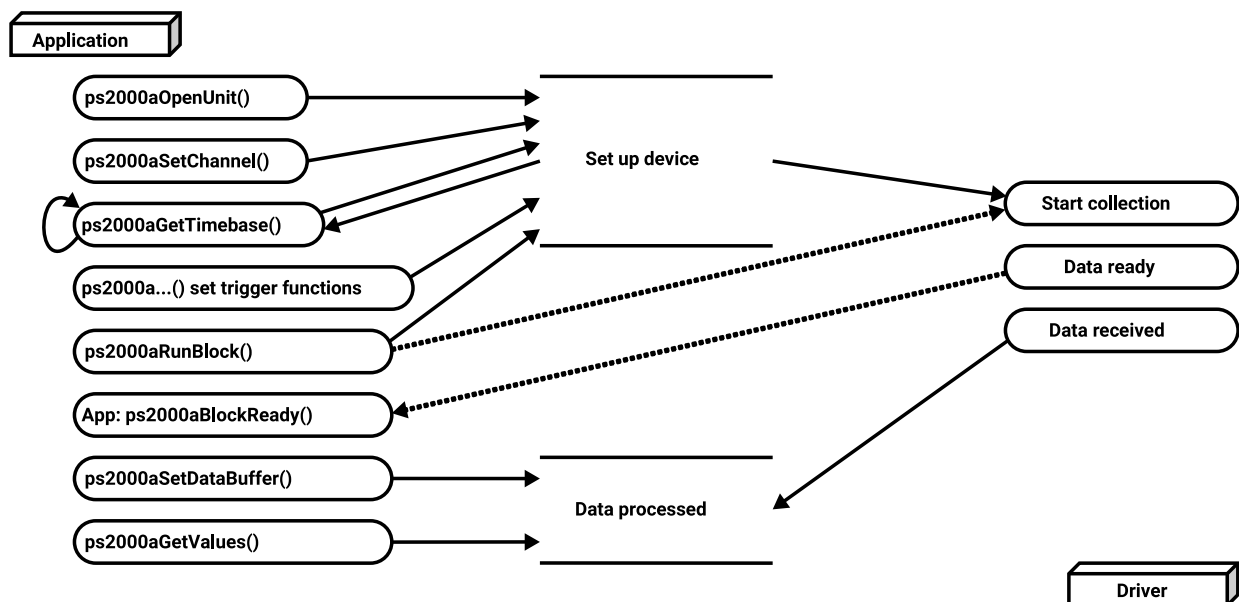 Application
ps2000aOpenUnit()
ps2000aSetChannel()
Set up device
ps2000aGetTimebase()
Start collection
ps2000a...() set trigger functions
Data ready
ps2000aRunBlock()
Data received
App: ps2000aBlockReady()
ps2000aSetDataBuffer()
Data processed
ps2000aGetValues()
Driver